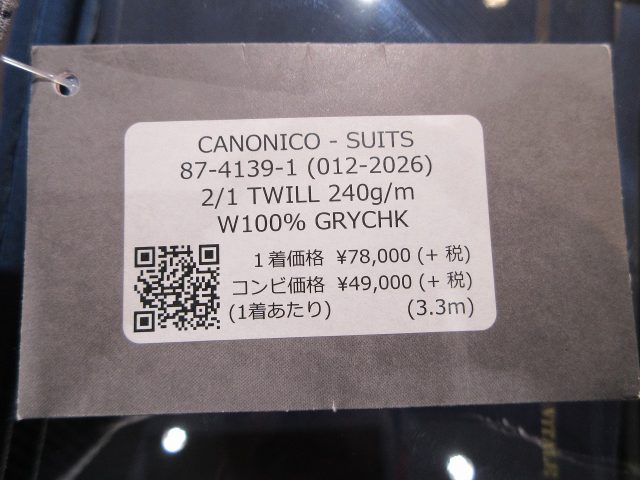 CANONICO - SUITS
87-4139-1 (012-2026)
2/1 TWILL 240g/m
W100% GRYCHK
1着価格 ¥78,000 (+ 税)
コンビ価格 ¥49,000 (+ 税)
(1着あたり) (3.3m)